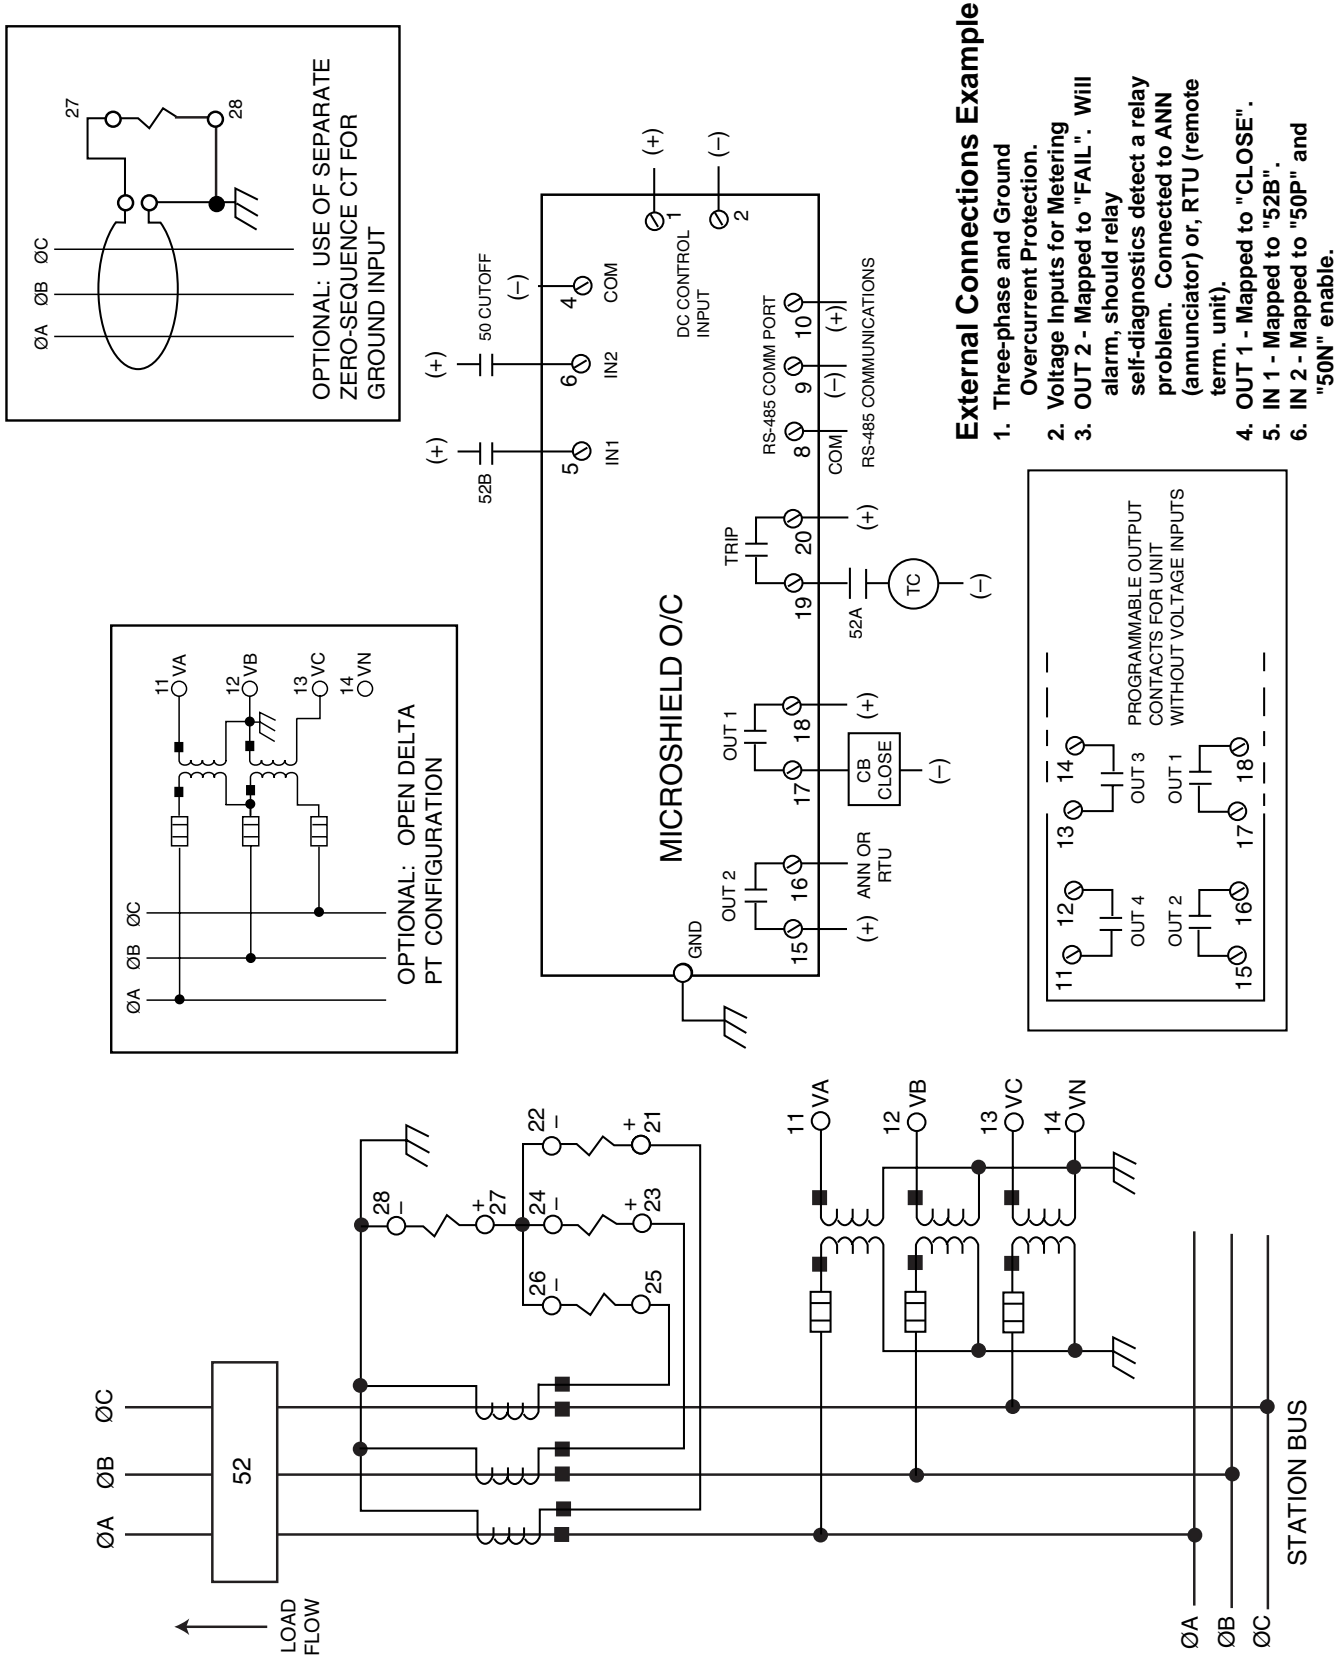 ØA
ØB
ØC
52
LOAD
FLOW
28
–
+
27
22
–
+
21
24
–
+
23
26
–
25
11
VA
12
VB
13
VC
14
VN
ØA
ØB
ØC
STATION BUS
ØA
ØB
ØC
11
VA
12
VB
13
VC
14
VN
OPTIONAL: OPEN DELTA
PT CONFIGURATION
ØA
ØB
ØC
27
28
OPTIONAL: USE OF SEPARATE
ZERO-SEQUENCE CT FOR
GROUND INPUT
(+)
52B
5
IN1
(+)
50 CUTOFF
6
IN2
(–)
4
COM
(+)
1
(–)
2
DC CONTROL
INPUT
MICROSHIELD O/C
GND
OUT 2
15
16
(+)
ANN OR
RTU
OUT 1
17
18
CB
CLOSE
(–)
(+)
TRIP
19
20
52A
TC
(–)
(+)
RS-485 COMM PORT
8
9
10
COM
(–)
(+)
RS-485 COMMUNICATIONS
11
12
OUT 4
13
14
OUT 3
OUT 2
15
16
OUT 1
17
18
PROGRAMMABLE OUTPUT
CONTACTS FOR UNIT
WITHOUT VOLTAGE INPUTS
External Connections Example
1. Three-phase and Ground
Overcurrent Protection.
2. Voltage Inputs for Metering
3. OUT 2 - Mapped to "FAIL". Will
alarm, should relay
self-diagnostics detect a relay
problem. Connected to ANN
(annunciator) or, RTU (remote
term. unit).
4. OUT 1 - Mapped to "CLOSE".
5. IN 1 - Mapped to "52B".
6. IN 2 - Mapped to "50P" and
"50N" enable.